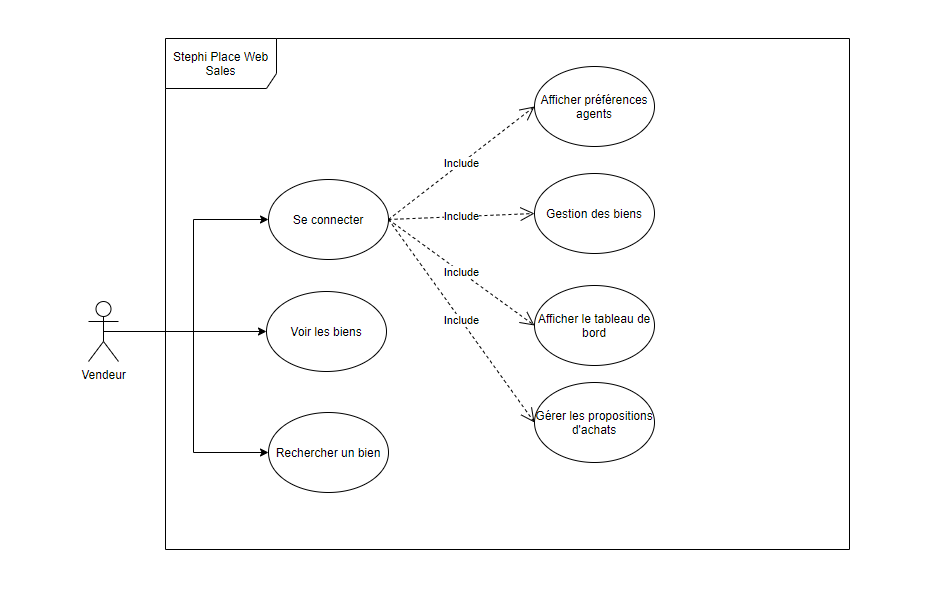 Stephi Place Web
Sales
Afficher préférences
agents
Include
Se connecter
Include
Gestion des biens
Include
Voir les biens
Include
Afficher le tableau de
bord
Vendeur
Gérer les propositions
d'achats
Rechercher un bien